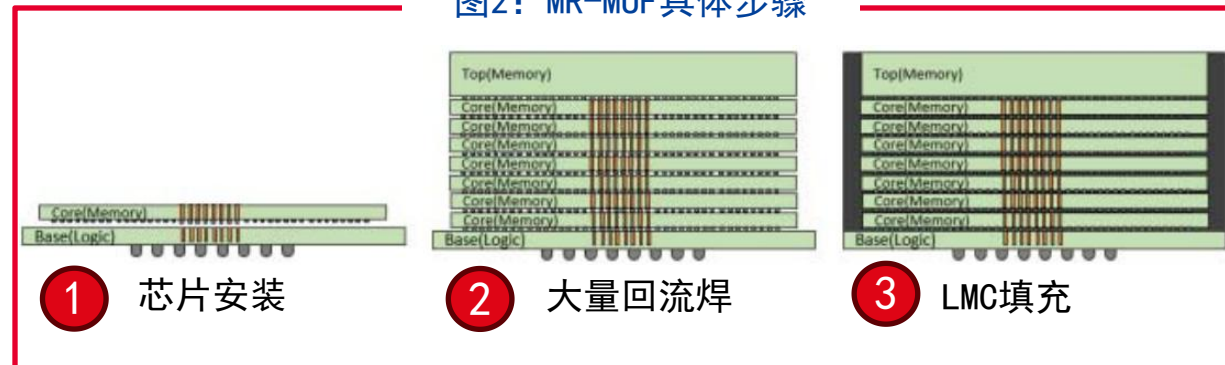 图2: MR-MUF具体步骤
Core(Memory)
Base(Logic)
1 芯片安装
Top(Memory)
Core(Memory)
Core(Memory)
Core(Memory)
Core(Memory)
Core(Memory)
Core(Memory)
Core(Memory)
Base(Logic)
2 大量回流焊
Top(Memory)
Core(Memory)
Core(Memory)
Core(Memory)
Core(Memory)
Core(Memory)
Core(Memory)
Core(Memory)
Base(Logic)
3 LMC填充